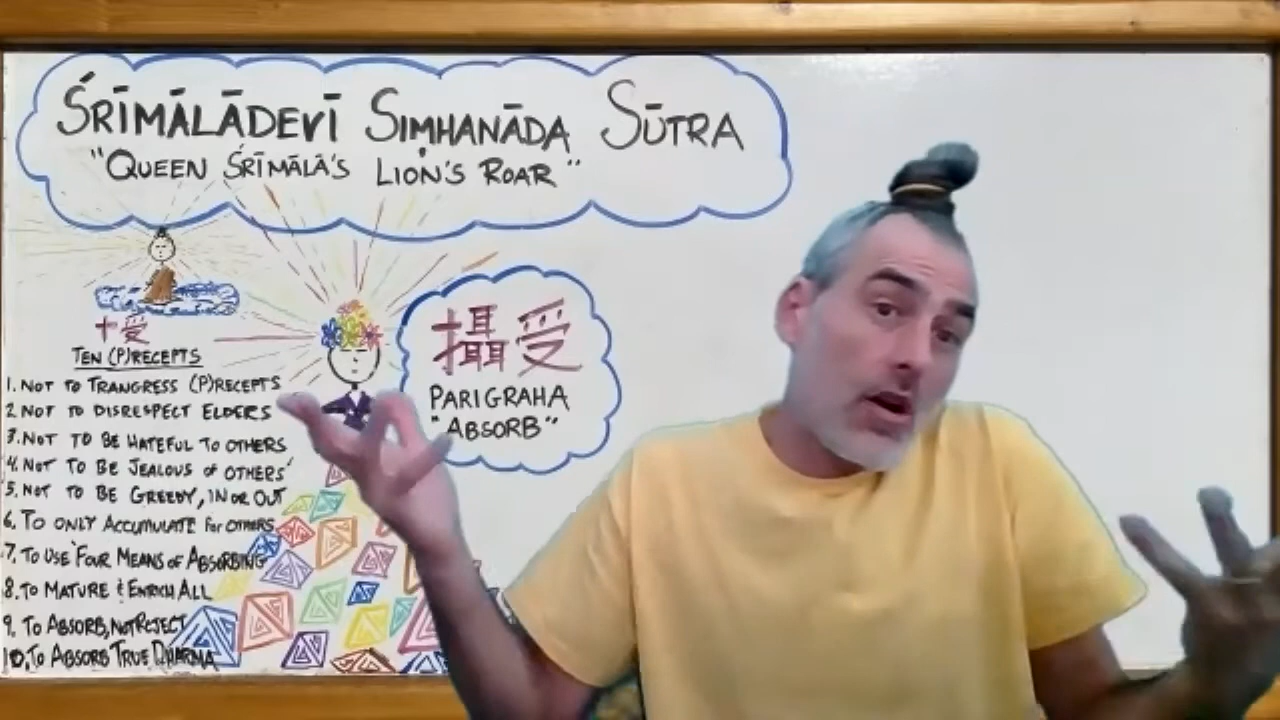 ŚRĪMĀLĀDEVĪ SIṂHANĀDA SŪTRA
"QUEEN ŚRĪMĀLĀ'S LION'S ROAR"
十受
TEN (P)RECEPTS
1. NOT TO TRANGRESS (P)RECEPTS
2. NOT TO DISRESPECT ELDERS
3. NOT TO BE HATEFUL TO OTHERS
4. NOT TO BE JEALOUS of OTHERS'
5. NOT TO BE GREEDY, IN OR OUT
6. TO ONLY ACCUMULATE for OTHERS
7. TO USE 'FOUR MEANS OF ABSORBING'
8. TO MATURE & ENRICH ALL
9. TO ABSORB, NOT REJECT
10. TO ABSORB TRUE DHARMA
攝受
PARIGRAHA
"ABSORB"